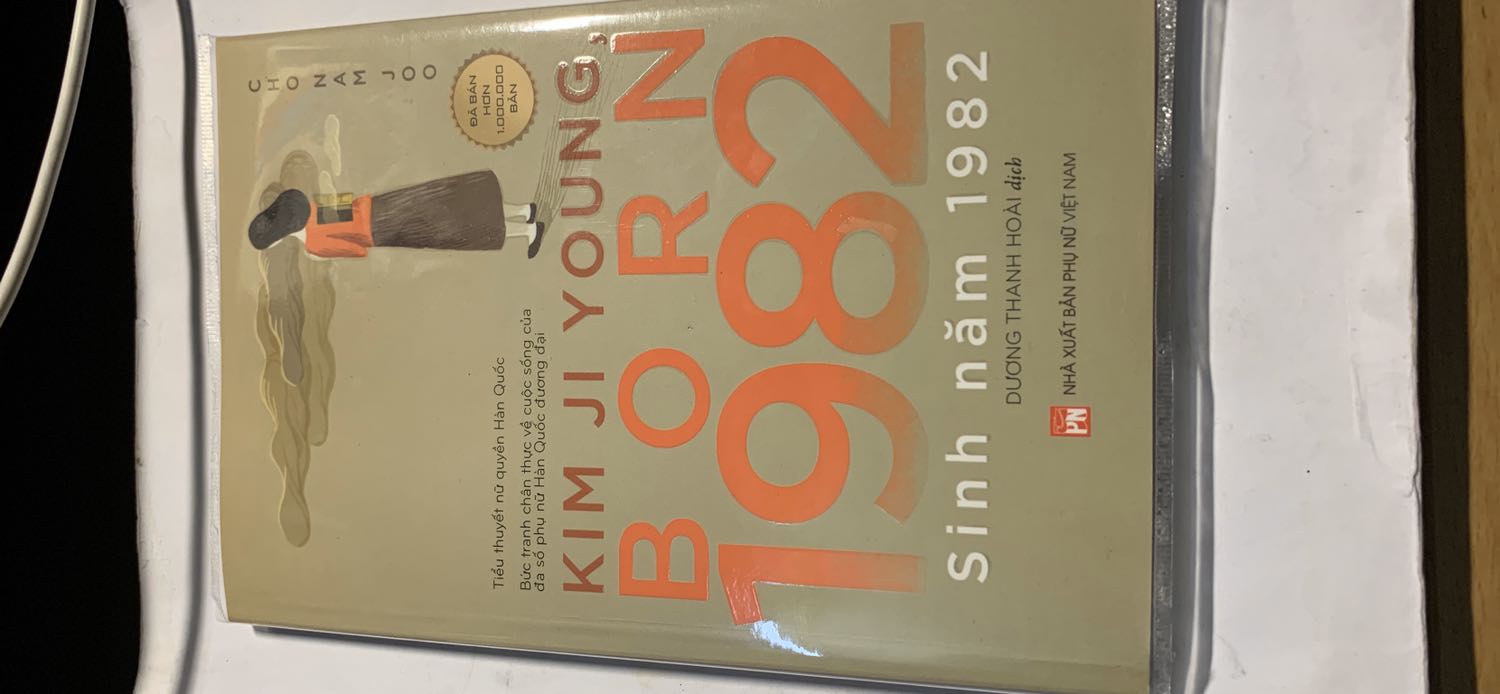 CHO NAM JOO
ĐÃ BÁN
HƠN
1.000.000
BẢN
Tiểu thuyết nữ quyền Hàn Quốc
Bức tranh chân thực về cuộc sống của
đa số phụ nữ Hàn Quốc đương đại
KIM JI YOUNG,
BORN
1982
Sinh năm 1982
DƯƠNG THANH HOÀI dịch
PN NHÀ XUẤT BẢN PHỤ NỮ VIỆT NAM